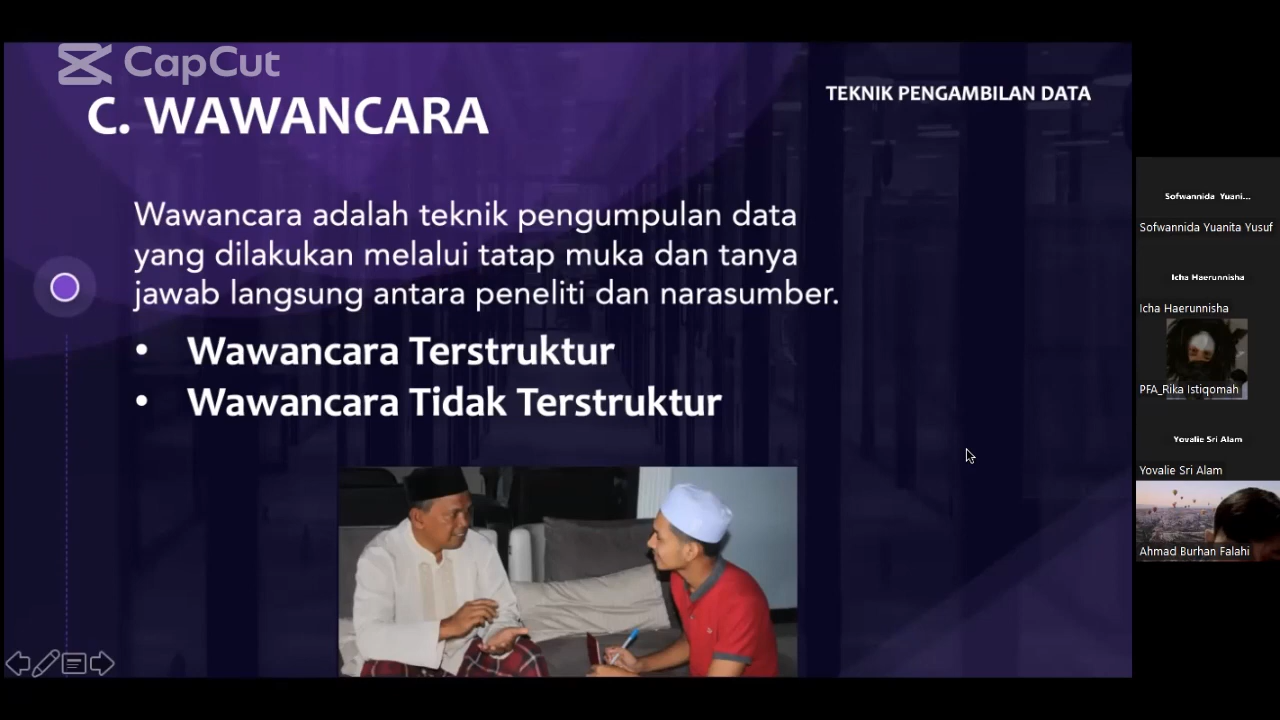 CapCut
C. WAWANCARA
TEKNIK PENGAMBILAN DATA
Wawancara adalah teknik pengumpulan data
yang dilakukan melalui tatap muka dan tanya
jawab langsung antara peneliti dan narasumber.
• Wawancara Terstruktur
• Wawancara Tidak Terstruktur
Sofwannida Yuani...
Sofwannida Yuanita Yusuf
Icha Haerunnisha
Icha Haerunnisha
PFA_Rika Istiqomah
Yovalie Sri Alam
Yovalie Sri Alam
Ahmad Burhan Falahi